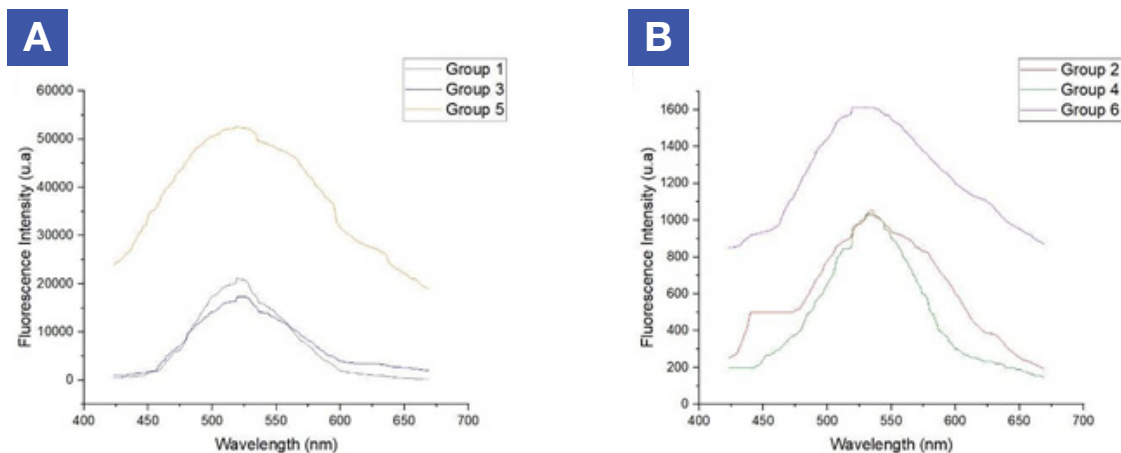 A
Group 1
Group 3
Group 5
60000
50000
40000
30000
20000
10000
0
Fluorescence Intensity (u.a)
400 450 500 550 600 650 700
Wavelength (nm)
B
Group 2
Group 4
Group 6
1600
1400
1200
1000
800
600
400
200
0
Fluorescence Intensity (u.a)
400 450 500 550 600 650 700
Wavelength (nm)